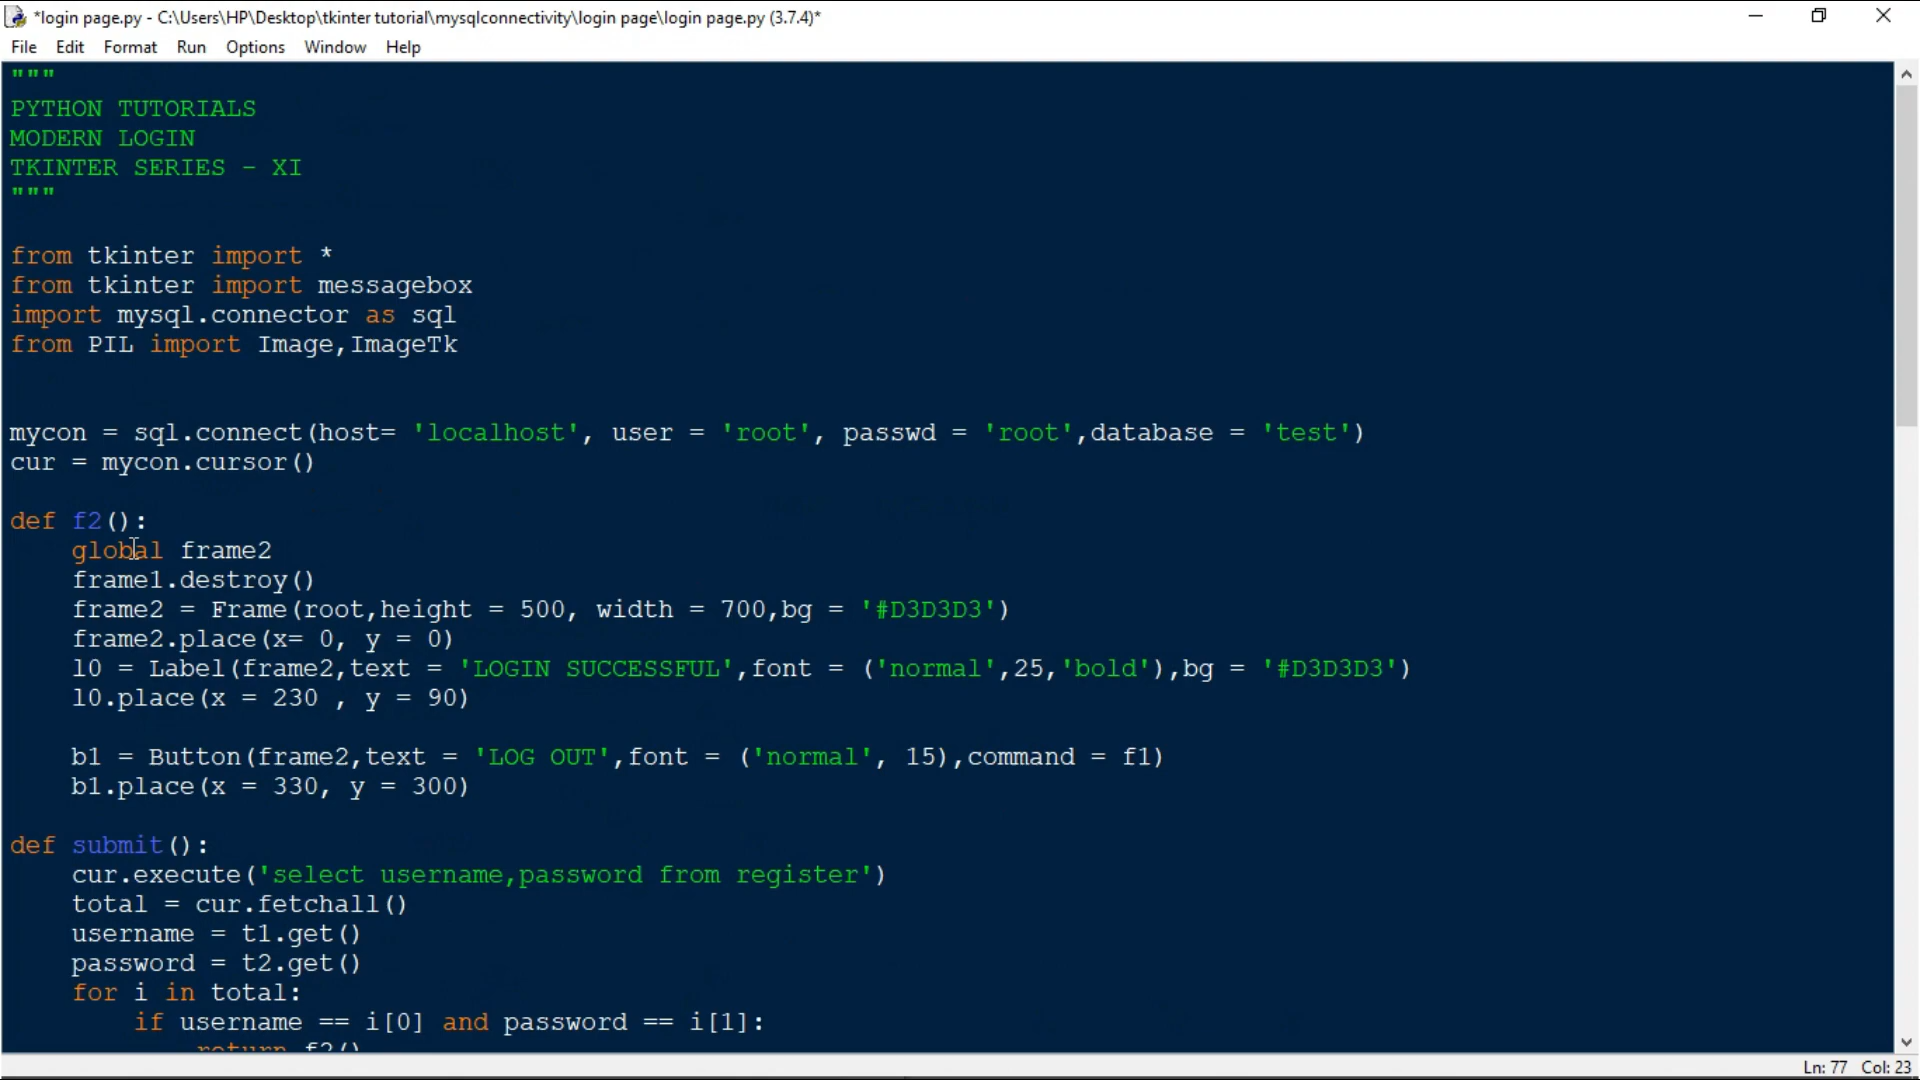 *login page.py - C:\Users\HP\Desktop\tkinter tutorial\mysqlconnectivity\login page\login page.py (3.7.4)*
File Edit Format Run Options Window Help
"""
PYTHON TUTORIALS
MODERN LOGIN
TKINTER SERIES - XI
"""
from tkinter import *
from tkinter import messagebox
import mysql.connector as sql
from PIL import Image,ImageTk
mycon = sql.connect(host= 'localhost', user = 'root', passwd = 'root',database = 'test')
cur = mycon.cursor()
def f2():
    global frame2
    frame1.destroy()
    frame2 = Frame(root,height = 500, width = 700,bg = '#D3D3D3')
    frame2.place(x= 0, y = 0)
    l0 = Label(frame2,text = 'LOGIN SUCCESSFUL',font = ('normal',25,'bold'),bg = '#D3D3D3')
    l0.place(x = 230 , y = 90)
    b1 = Button(frame2,text = 'LOG OUT',font = ('normal', 15),command = f1)
    b1.place(x = 330, y = 300)
def submit():
    cur.execute('select username,password from register')
    total = cur.fetchall()
    username = t1.get()
    password = t2.get()
    for i in total:
        if username == i[0] and password == i[1]:
            return f2()
Ln: 77 Col: 23